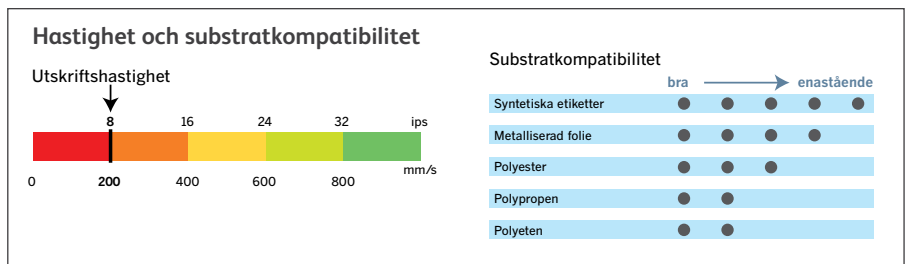 Hastighet och substratkompatibilitet
Utskriftshastighet
8 16 24 32 ips
mm/s
0 200 400 600 800
Substratkompatibilitet
bra enastående
Syntetiska etiketter
Metalliserad folie
Polyester
Polypropen
Polyeten